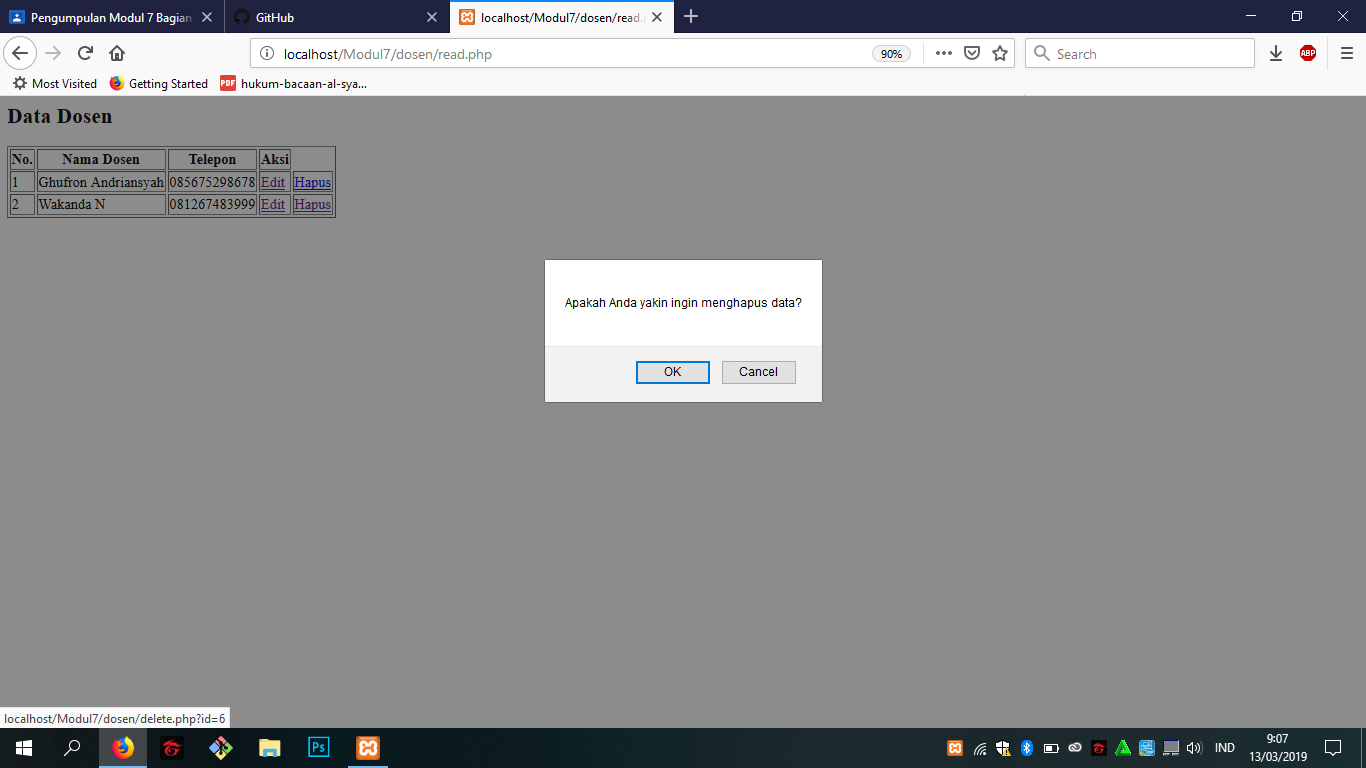 Pengumpulan Modul 7 Bagian
GitHub
localhost/Modul7/dosen/read.p
localhost/Modul7/dosen/read.php
90%
Search
ABP
Most Visited
Getting Started
PDF
hukum-bacaan-al-sya...
Data Dosen
No. Nama Dosen Telepon Aksi
1 Ghufron Andriansyah 085675298678 Edit Hapus
2 Wakanda N 081267483999 Edit Hapus
Apakah Anda yakin ingin menghapus data?
OK Cancel
localhost/Modul7/dosen/delete.php?id=6
Ps
IND
9:07
13/03/2019